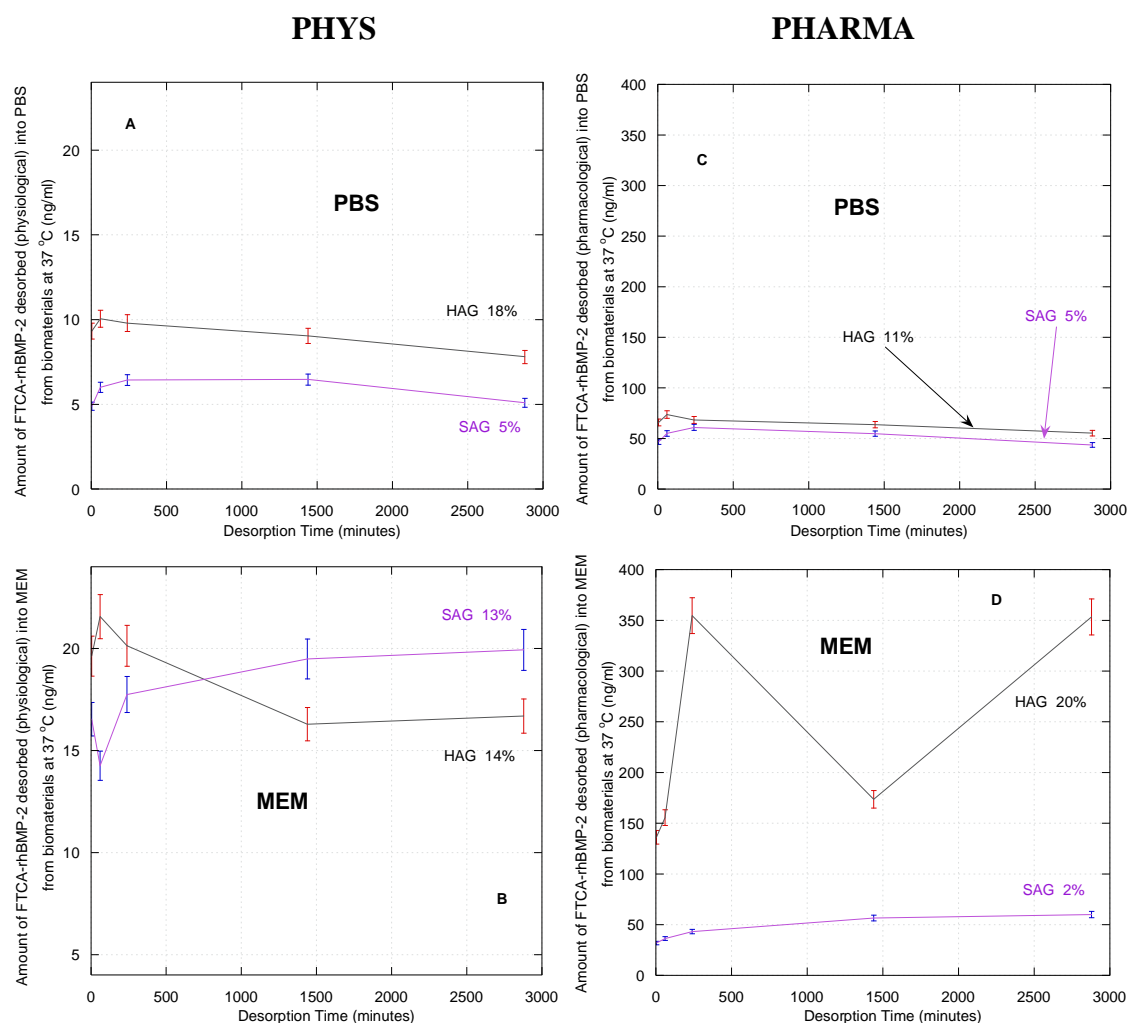 PHYS
PHARMA
Amount of FTCA-rhBMP-2 desorbed (physiological) into PBS
from biomaterials at 37 °C (ng/ml)
20
15
10
5
0
A
PBS
HAG 18%
SAG 5%
0 500 1000 1500 2000 2500 3000
Desorption Time (minutes)
Amount of FTCA-rhBMP-2 desorbed (pharmacological) into PBS
from biomaterials at 37 °C (ng/ml)
400
350
300
250
200
150
100
50
0
C
PBS
SAG 5%
HAG 11%
0 500 1000 1500 2000 2500 3000
Desorption Time (minutes)
Amount of FTCA-rhBMP-2 desorbed (physiological) into MEM
from biomaterials at 37 °C (ng/ml)
20
15
10
5
SAG 13%
HAG 14%
MEM
B
0 500 1000 1500 2000 2500 3000
Desorption Time (minutes)
Amount of FTCA-rhBMP-2 desorbed (pharmacological) into MEM
from biomaterials at 37 °C (ng/ml)
400
350
300
250
200
150
100
50
0
D
MEM
HAG 20%
SAG 2%
0 500 1000 1500 2000 2500 3000
Desorption Time (minutes)